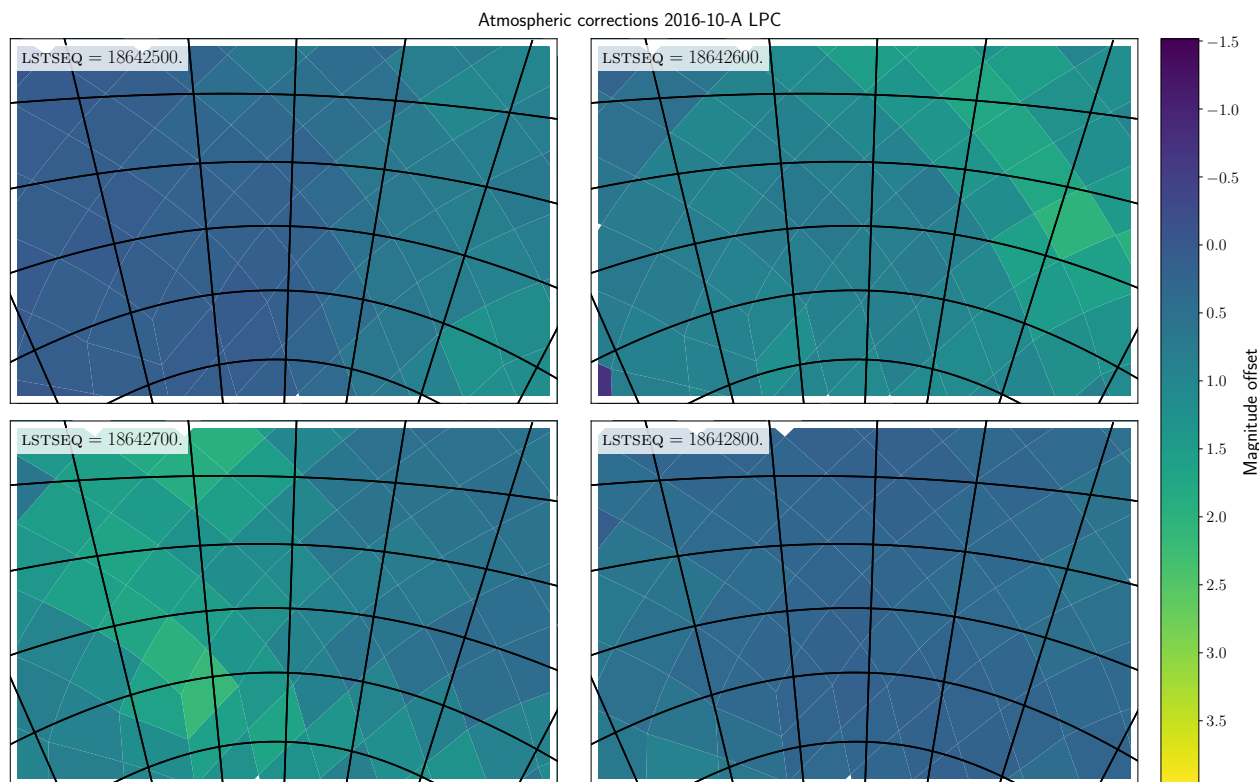 Atmospheric corrections 2016-10-A LPC
LSTSEQ = 18642500.
LSTSEQ = 18642600.
LSTSEQ = 18642700.
LSTSEQ = 18642800.
−1.5
−1.0
−0.5
0.0
0.5
1.0
1.5
2.0
2.5
3.0
3.5
Magnitude offset